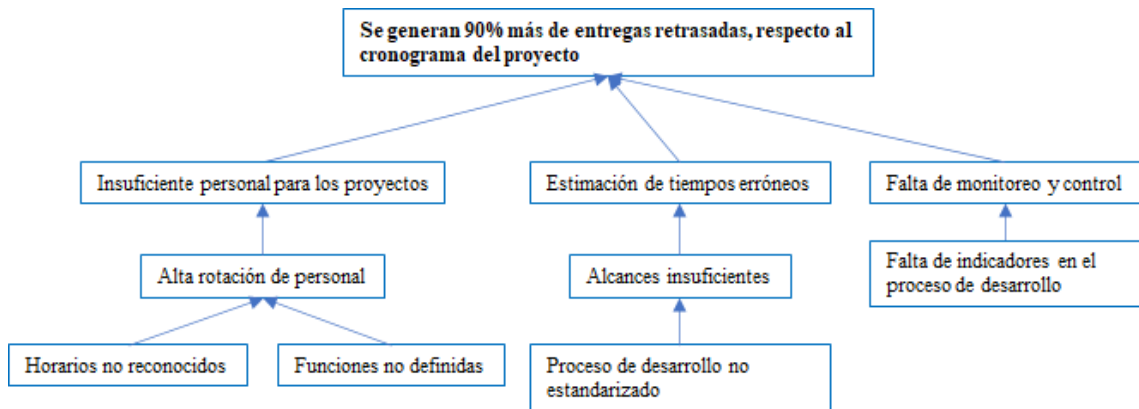 Se generan 90% más de entregas retrasadas, respecto al
cronograma del proyecto
Insuficiente personal para los proyectos
Estimación de tiempos erróneos
Falta de monitoreo y control
Alta rotación de personal
Alcances insuficientes
Falta de indicadores en el
proceso de desarrollo
Horarios no reconocidos
Funciones no definidas
Proceso de desarrollo no
estandarizado